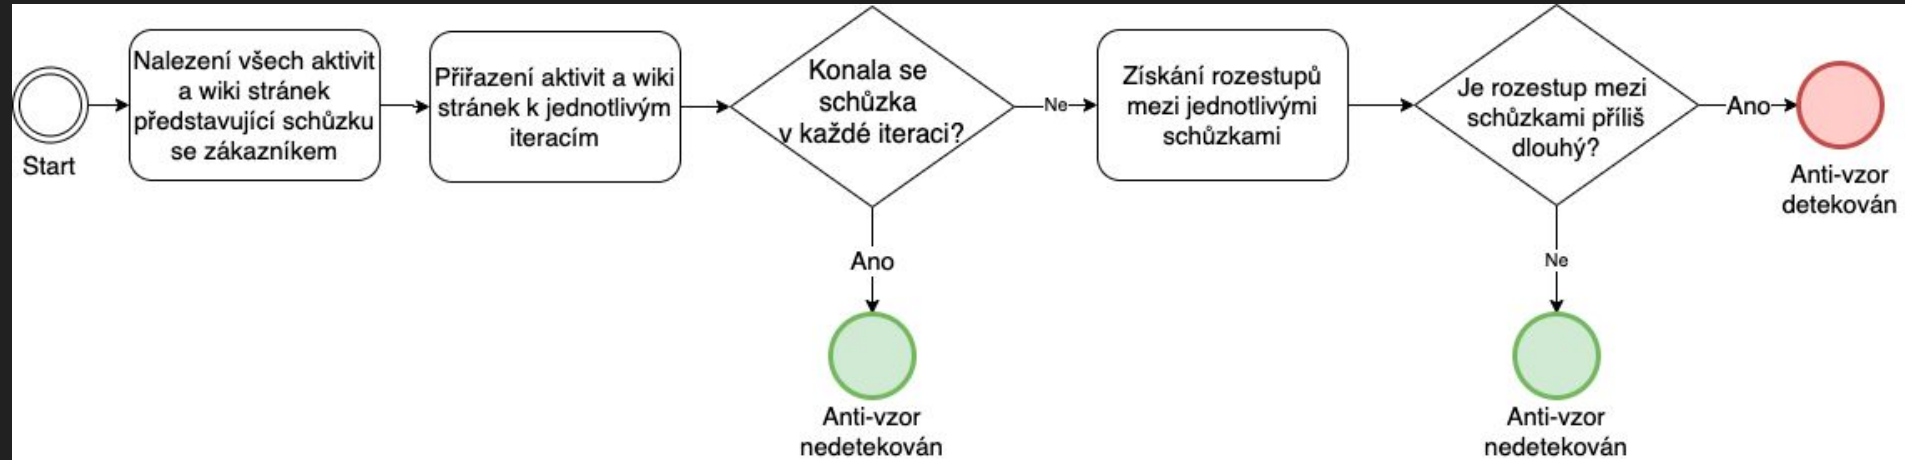 Start
Nalezení všech aktivit
a wiki stránek
představující schůzku
se zákazníkem
Přiřazení aktivit a wiki
stránek k jednotlivým
iteracím
Konala se
schůzka
v každé iteraci?
Ano
Anti-vzor
nedetekován
Ne
Získání rozestupů
mezi jednotlivými
schůzkami
Je rozestup mezi
schůzkami příliš
dlouhý?
Ne
Anti-vzor
nedetekován
Ano
Anti-vzor
detekován